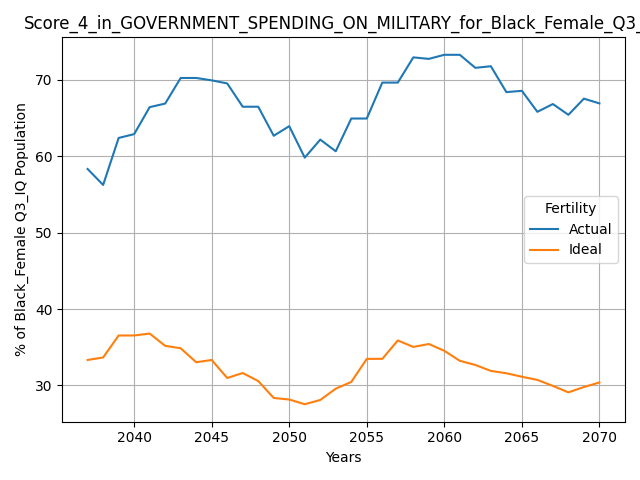 Score_4_in_GOVERNMENT_SPENDING_ON_MILITARY_for_Black_Female_Q3_
% of Black_Female Q3_IQ Population
70
60
50
40
30
Fertility
Actual
Ideal
2040 2045 2050 2055 2060 2065 2070
Years